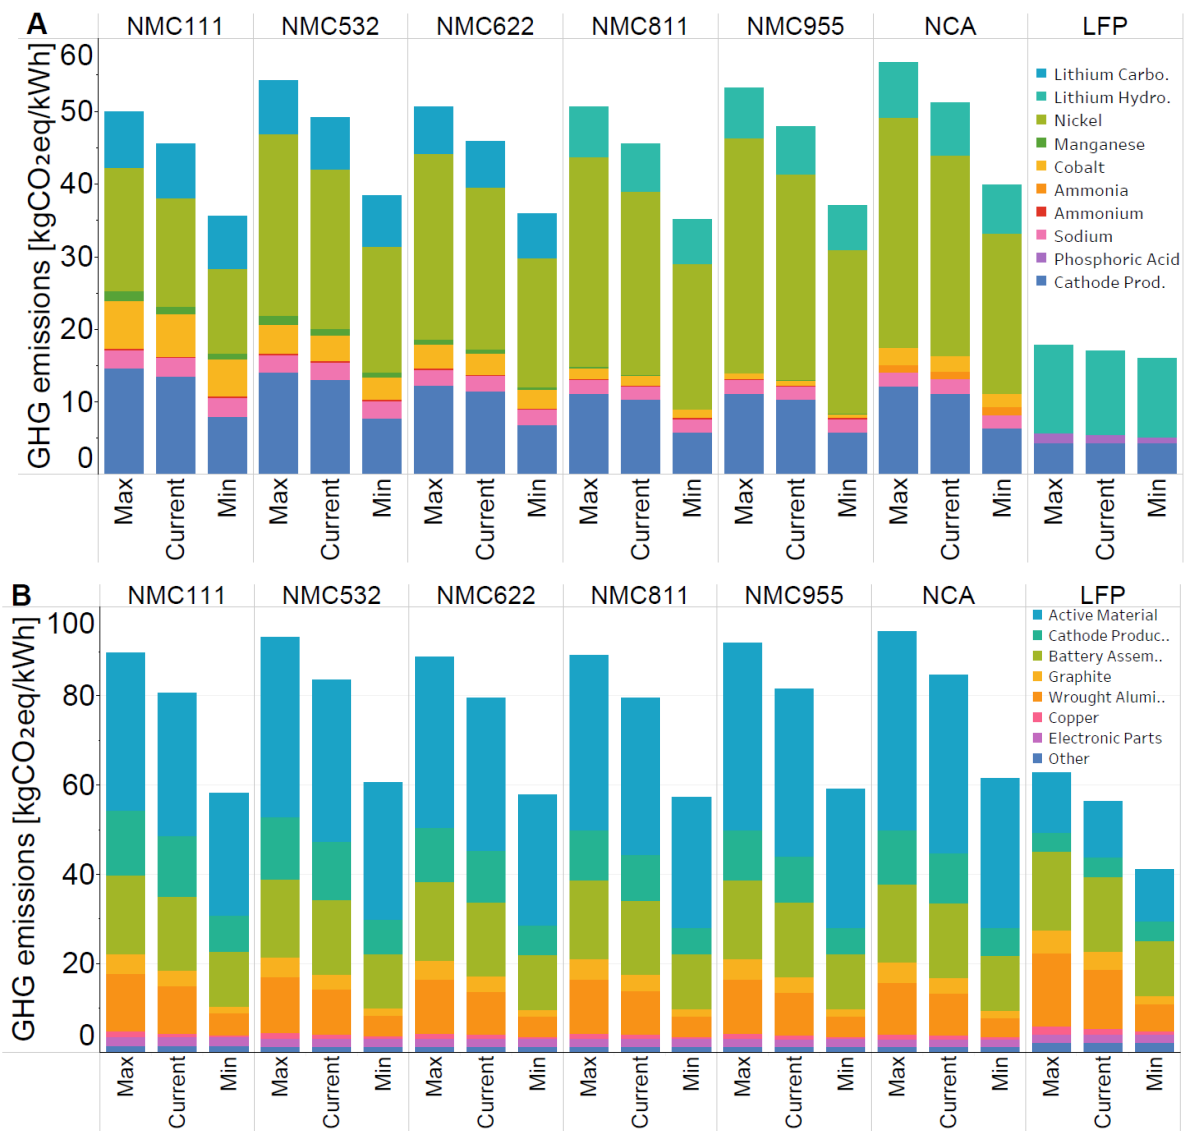 A
NMC111 NMC532 NMC622 NMC811 NMC955 NCA LFP
GHG emissions [kgCO₂eq/kWh]
60
50
40
30
20
10
0
Lithium Carbo.
Lithium Hydro.
Nickel
Manganese
Cobalt
Ammonia
Ammonium
Sodium
Phosphoric Acid
Cathode Prod.
Max Current Min Max Current Min Max Current Min Max Current Min Max Current Min Max Current Min Max Current Min
B
NMC111 NMC532 NMC622 NMC811 NMC955 NCA LFP
GHG emissions [kgCO₂eq/kWh]
100
80
60
40
20
0
Active Material
Cathode Produc..
Battery Assem..
Graphite
Wrought Alumi..
Copper
Electronic Parts
Other
Max Current Min Max Current Min Max Current Min Max Current Min Max Current Min Max Current Min Max Current Min